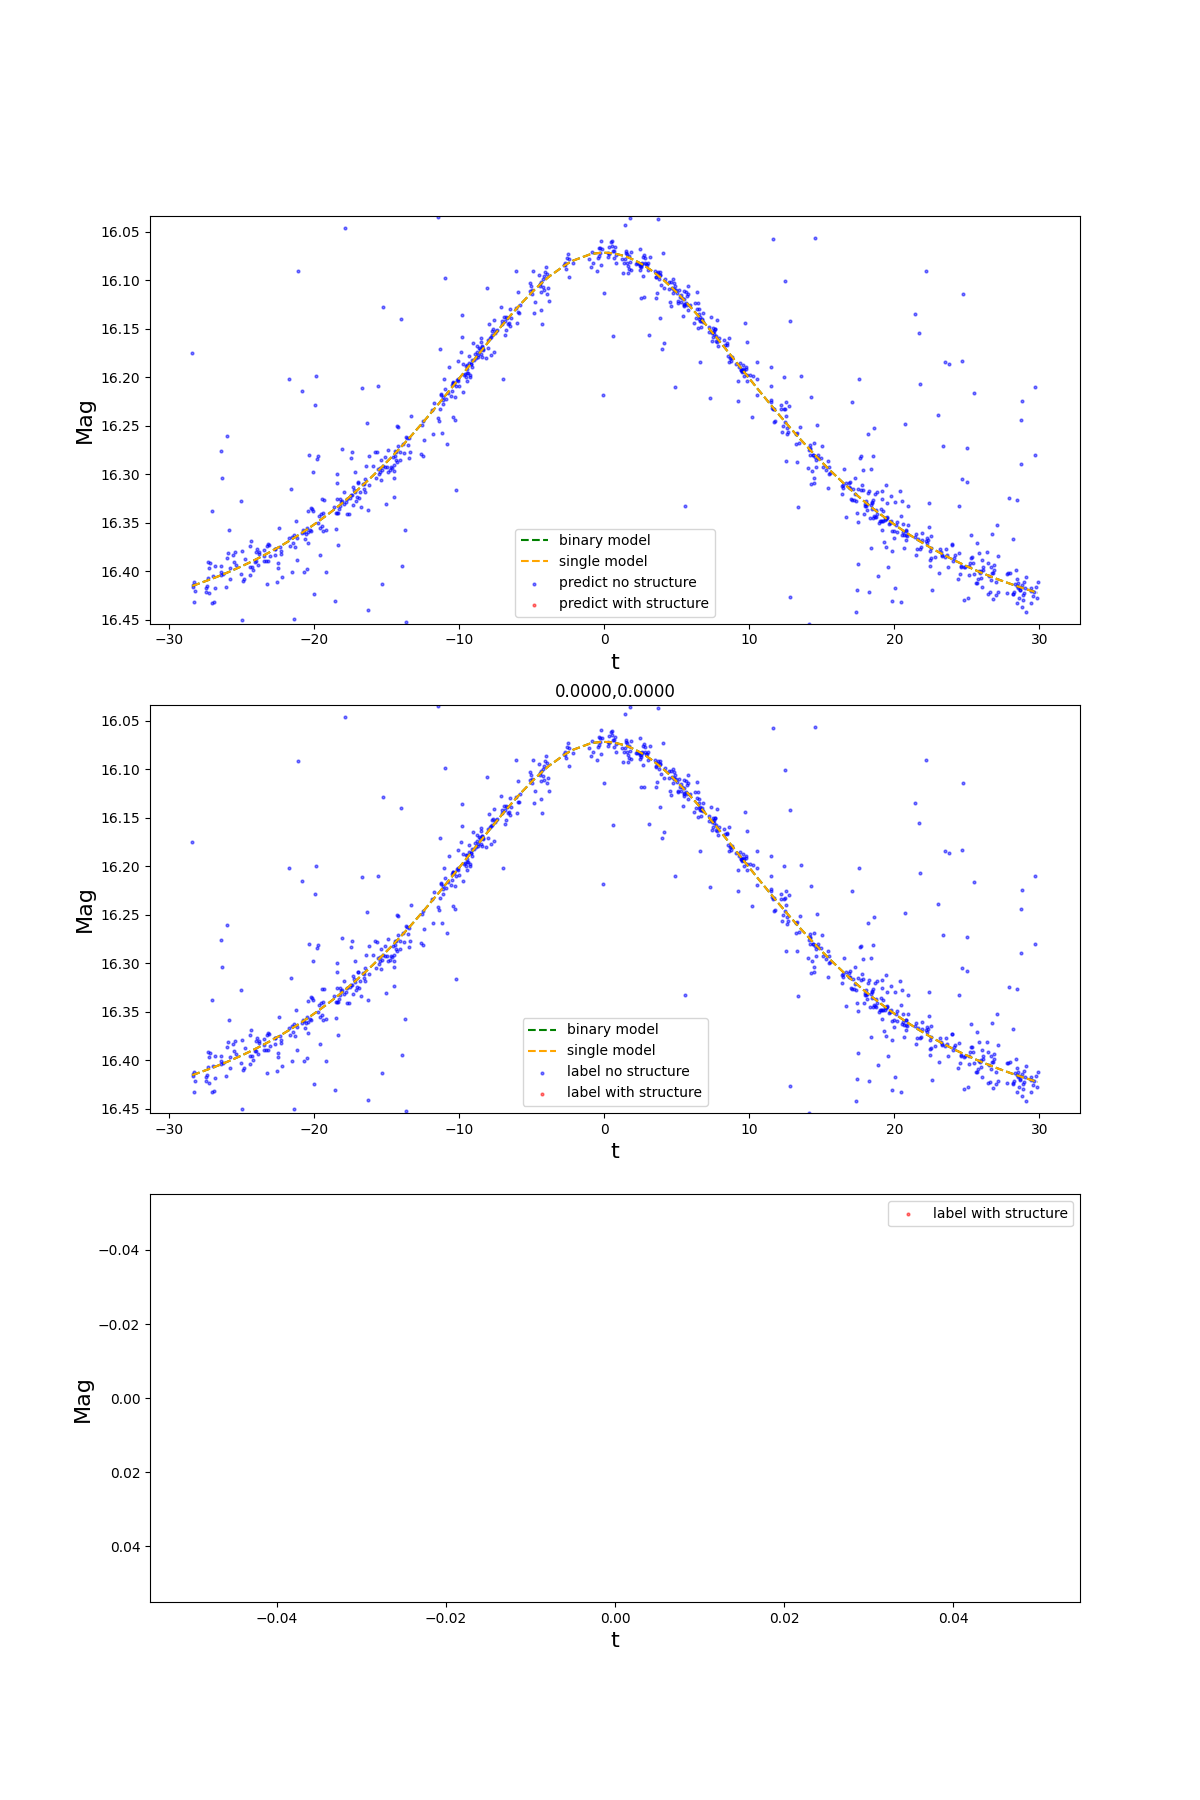 16.05
16.10
16.15
16.20
16.25
16.30
16.35
16.40
16.45
Mag
binary model
single model
predict no structure
predict with structure
−30
−20
−10
0
10
20
30
t
0.0000,0.0000
16.05
16.10
16.15
16.20
16.25
16.30
16.35
16.40
16.45
Mag
binary model
single model
label no structure
label with structure
−30
−20
−10
0
10
20
30
t
label with structure
−0.04
−0.02
0.00
0.02
0.04
Mag
−0.04
−0.02
0.00
0.02
0.04
t